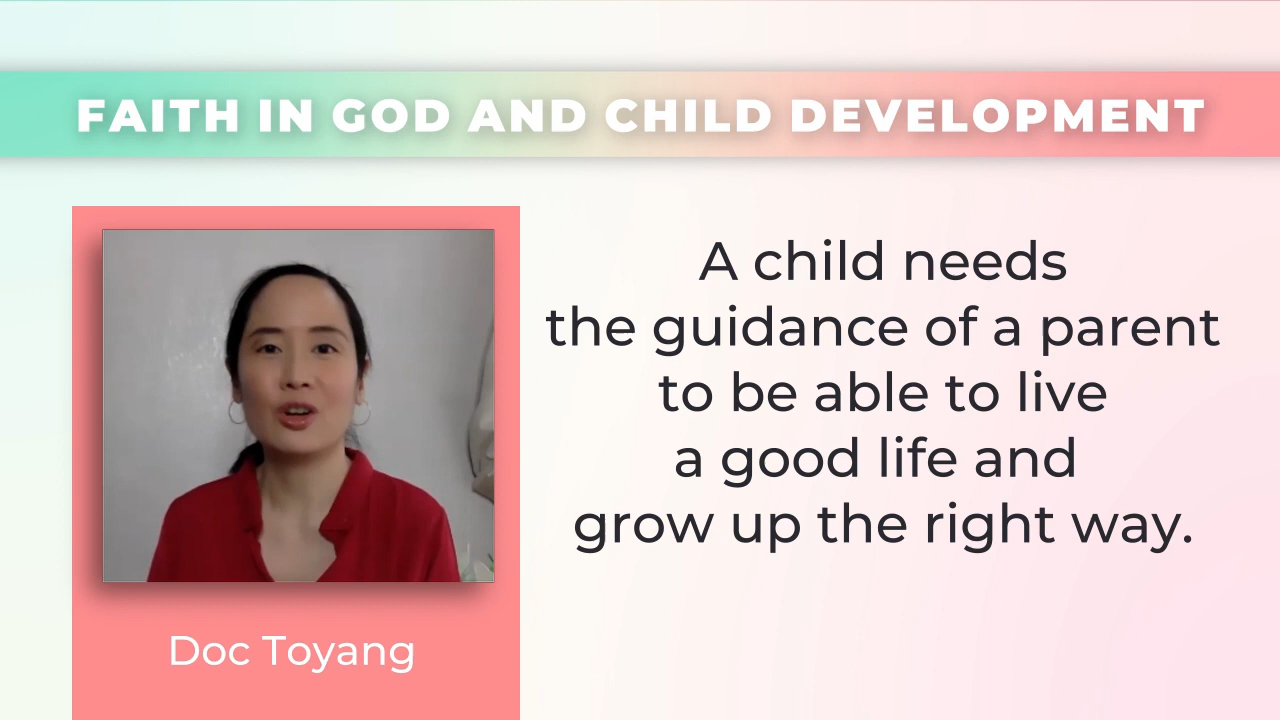 FAITH IN GOD AND CHILD DEVELOPMENT
A child needs
the guidance of a parent
to be able to live
a good life and
grow up the right way.
Doc Toyang